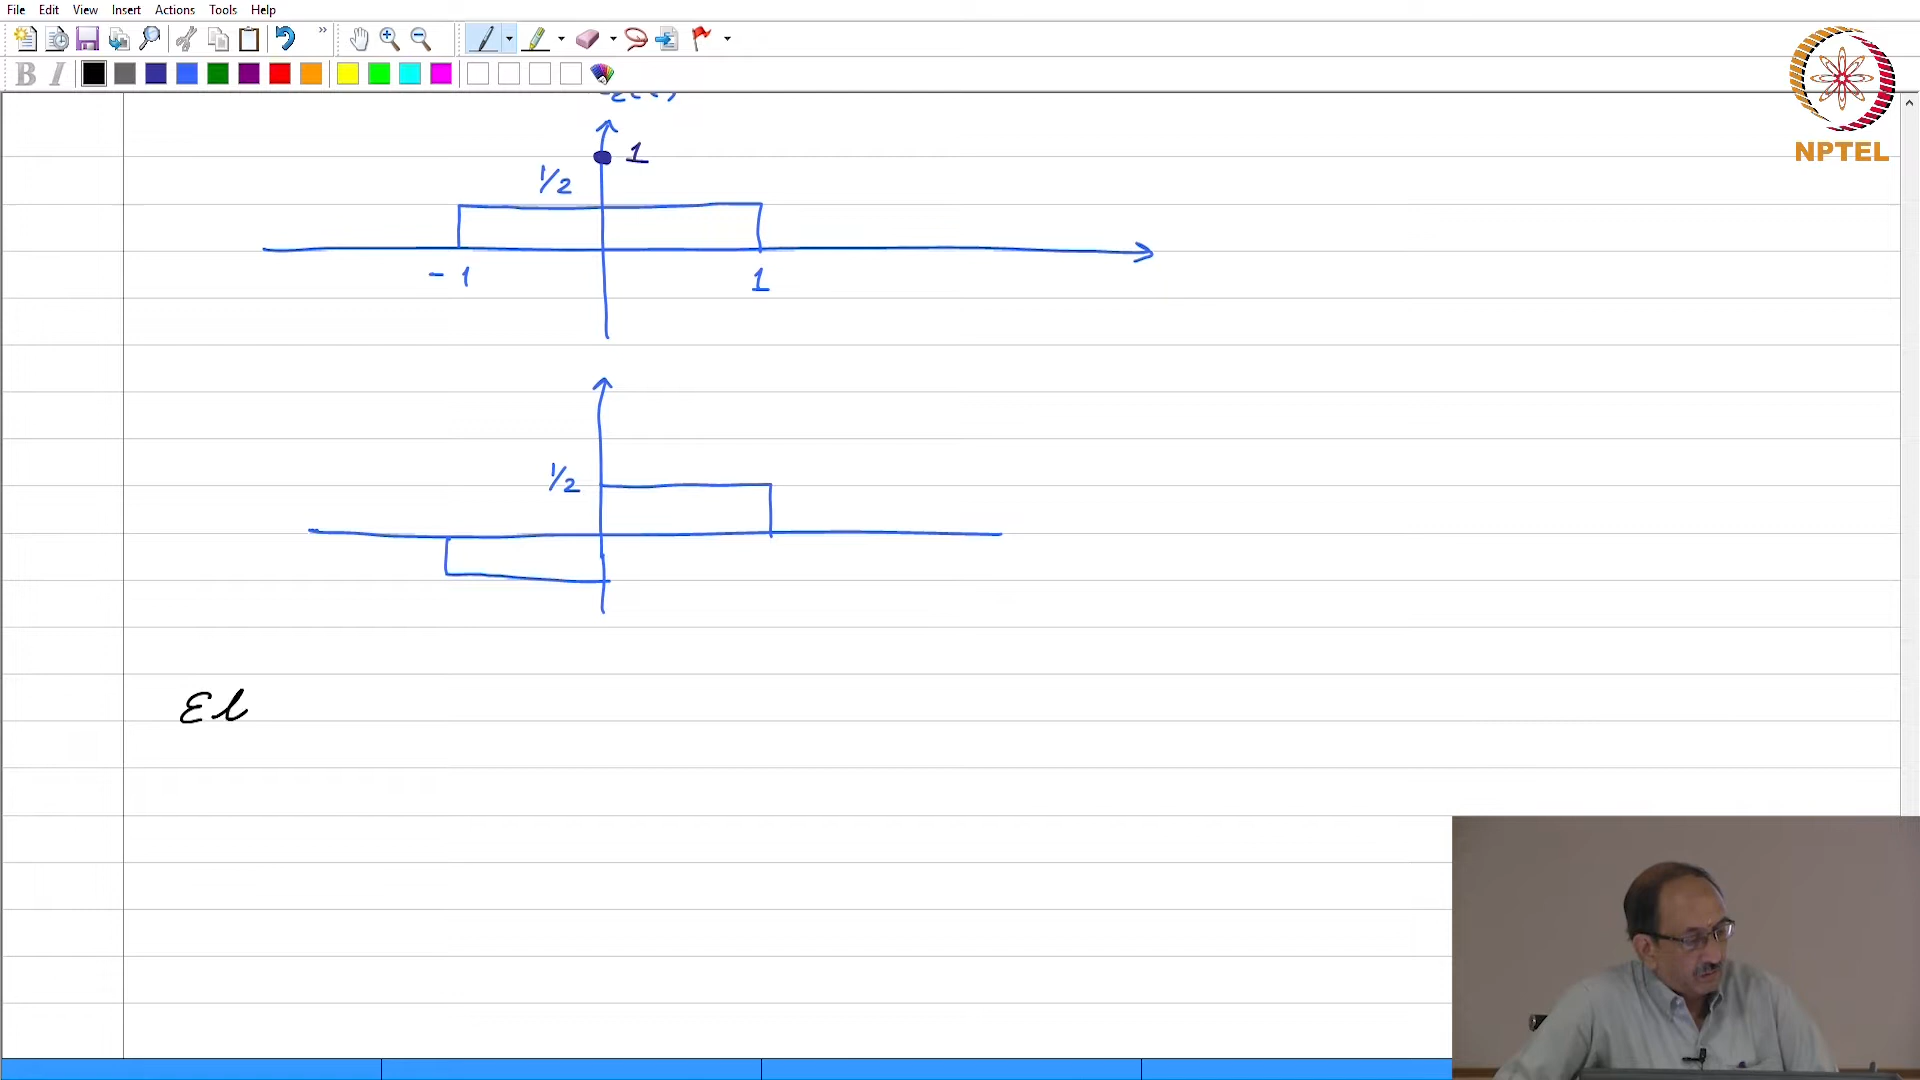 File Edit View Insert Actions Tools Help
B I
NPTEL
1
1/2
- 1
1
1/2
El